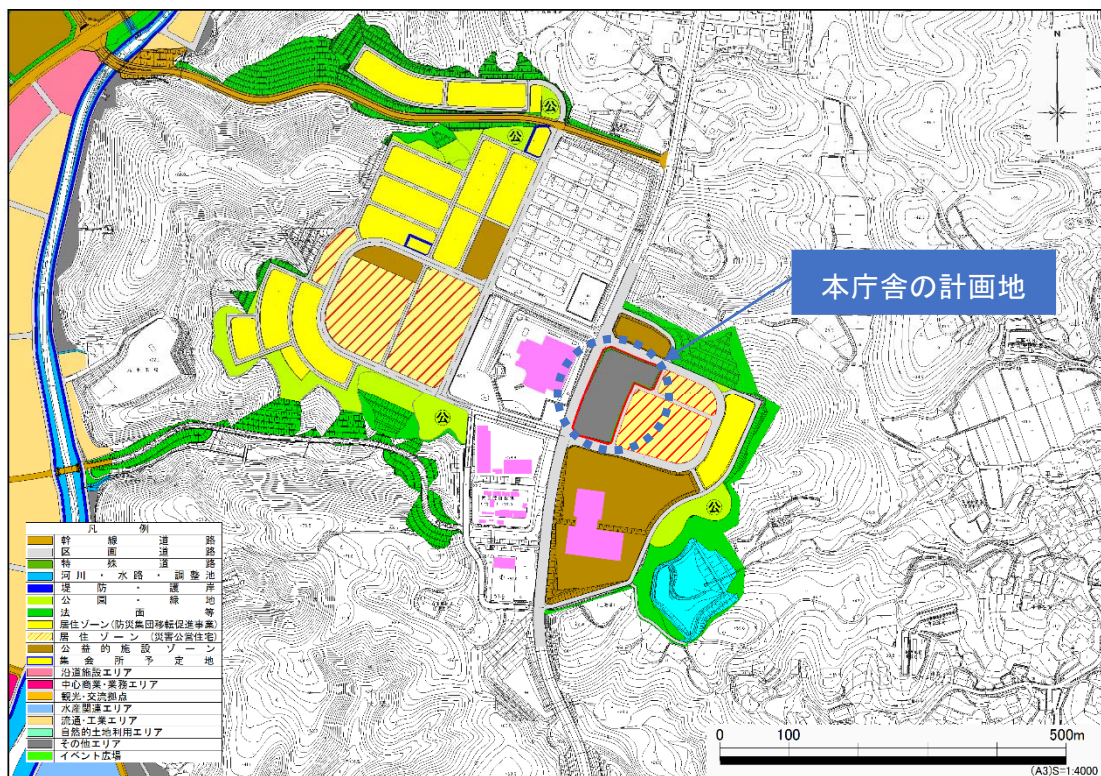 N
公
公
本庁舎の計画地
公
公
凡例
幹線道路
区画道路
特殊道路
河川・水路・調整池
堤防・護岸
公園・緑地
法面等
居住ゾーン(防災集団移転促進事業)
居住ゾーン(災害公営住宅)
公益的施設ゾーン
集会所予定地
沿道施設エリア
中心商業・業務エリア
観光・交流拠点
水産関連エリア
流通・工業エリア
自然的土地利用エリア
その他エリア
イベント広場
0 100 500m
(A3)S=1:4000